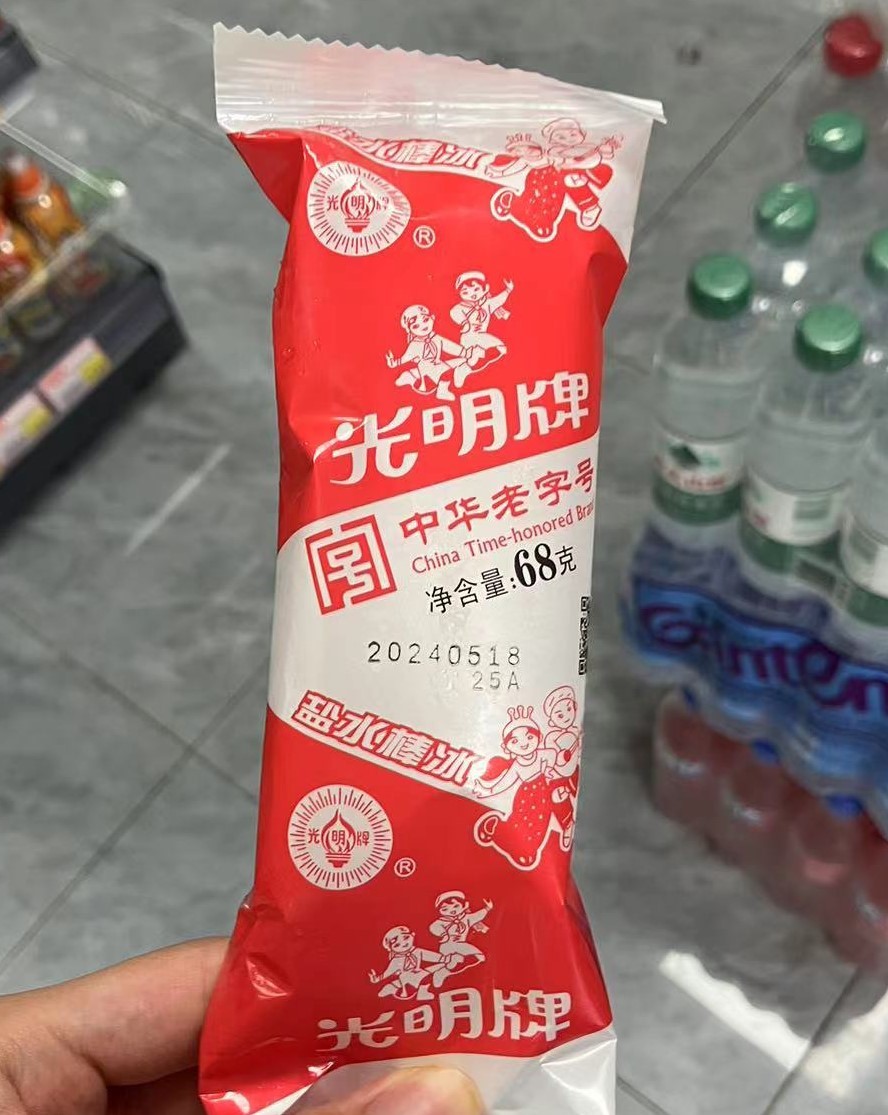 盐水棒冰
光明牌
®
光明牌
中华老字号
China Time-honored
净含量:68克
20240518
25A
盐水棒冰
光明牌
®
光明牌